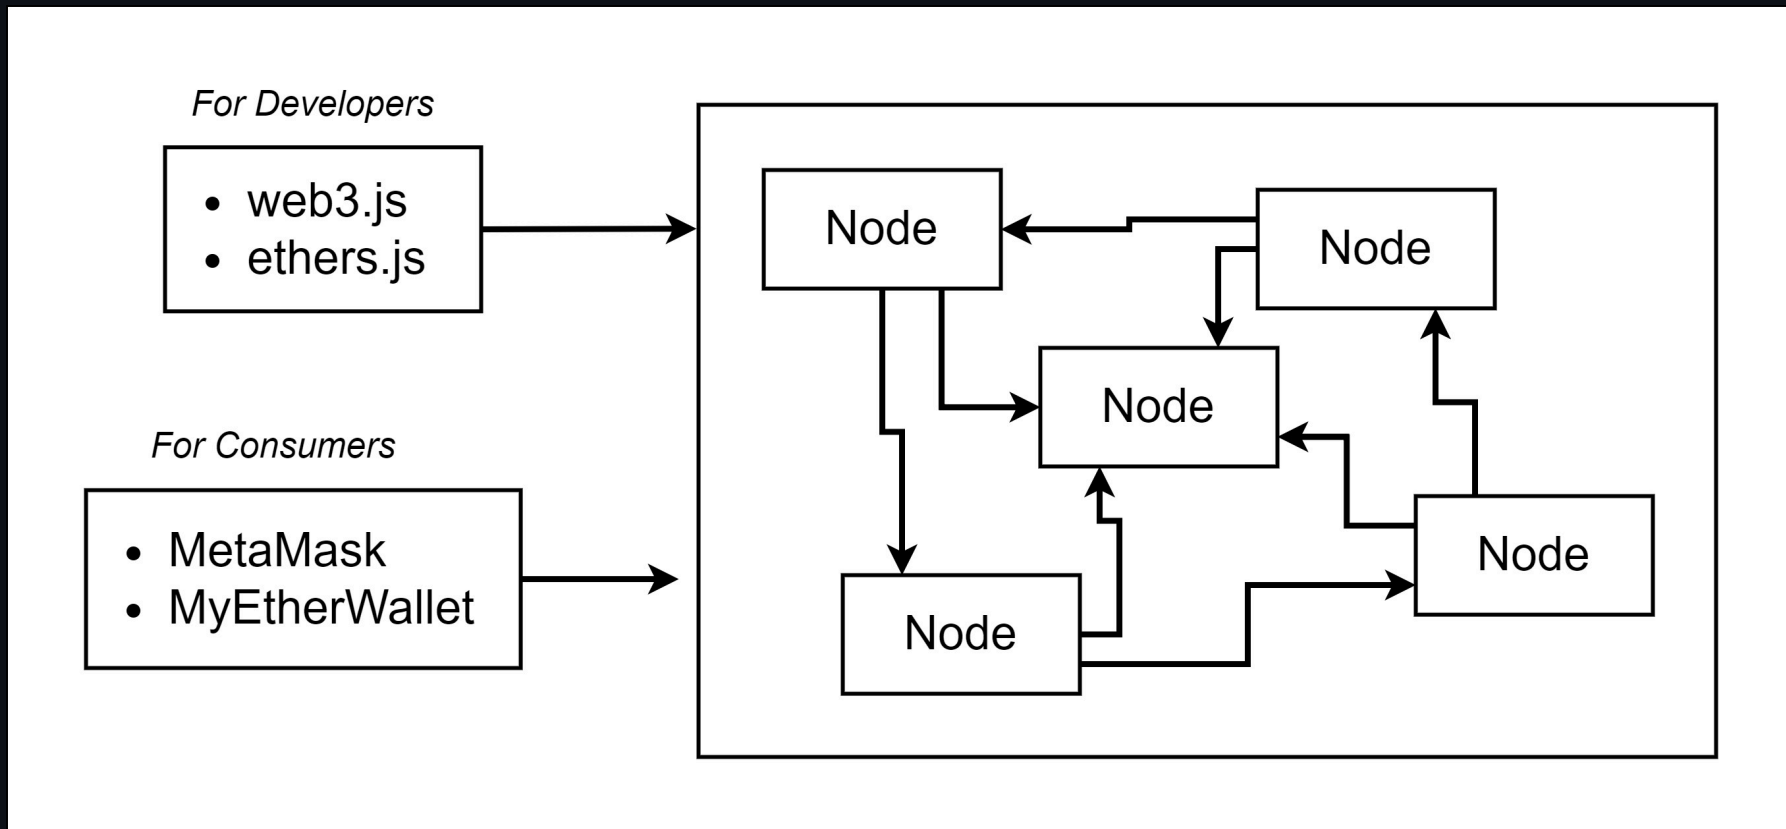 For Developers
• web3.js
• ethers.js
For Consumers
• MetaMask
• MyEtherWallet
Node
Node
Node
Node
Node